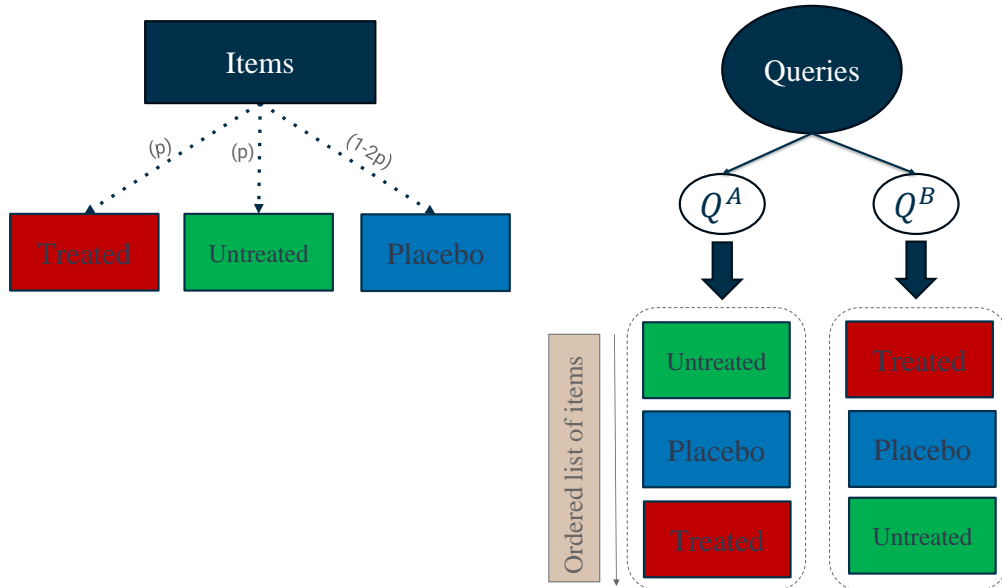 Items
(p)
(p)
(1-2p)
Treated
Untreated
Placebo
Queries
Q^A
Q^B
Ordered list of items
Untreated
Placebo
Treated
Treated
Placebo
Untreated